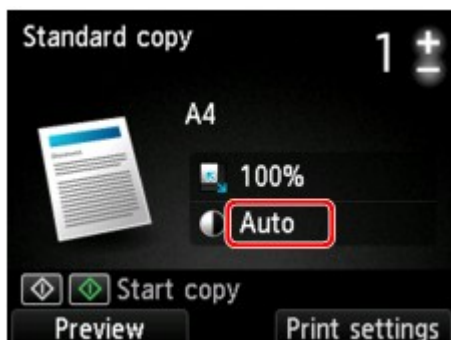 Standard copy
1 + −
A4
100%
Auto
Start copy
Preview
Print settings